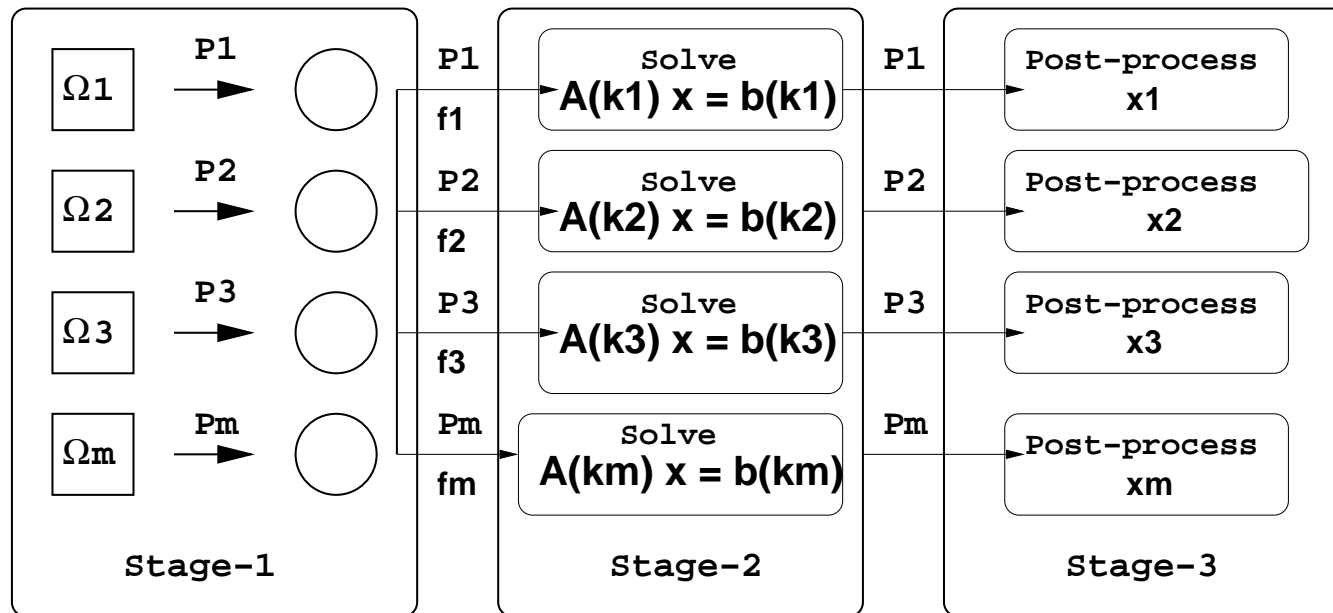 Ω1
P1
P1
f1
Solve
A(k1) x = b(k1)
P1
Post-process
x1
Ω2
P2
P2
f2
Solve
A(k2) x = b(k2)
P2
Post-process
x2
Ω3
P3
P3
f3
Solve
A(k3) x = b(k3)
P3
Post-process
x3
Ωm
Pm
Pm
fm
Solve
A(km) x = b(km)
Pm
Post-process
xm
Stage-1
Stage-2
Stage-3